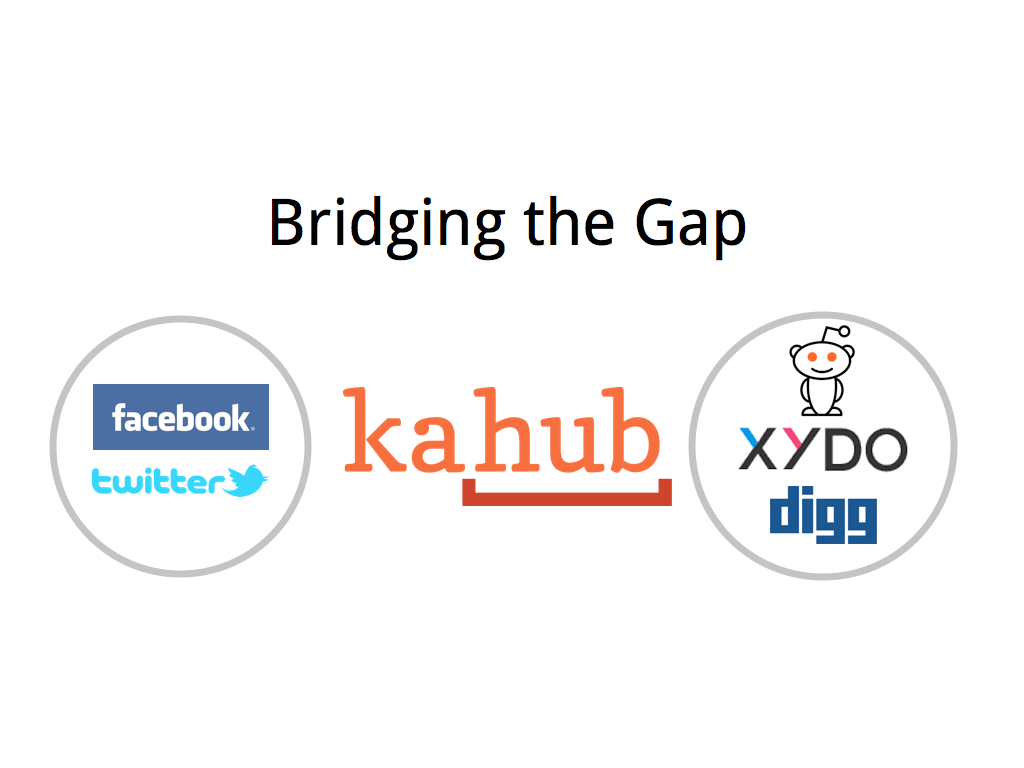 Bridging the Gap
facebook
twitter
kahub
XYDO
digg